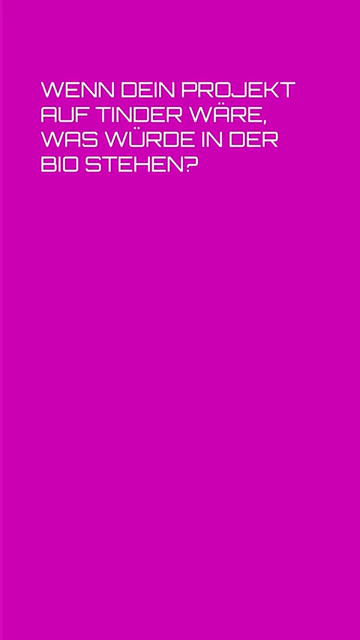 WENN DEIN PROJEKT
AUF TINDER WÄRE,
WAS WÜRDE IN DER
BIO STEHEN?